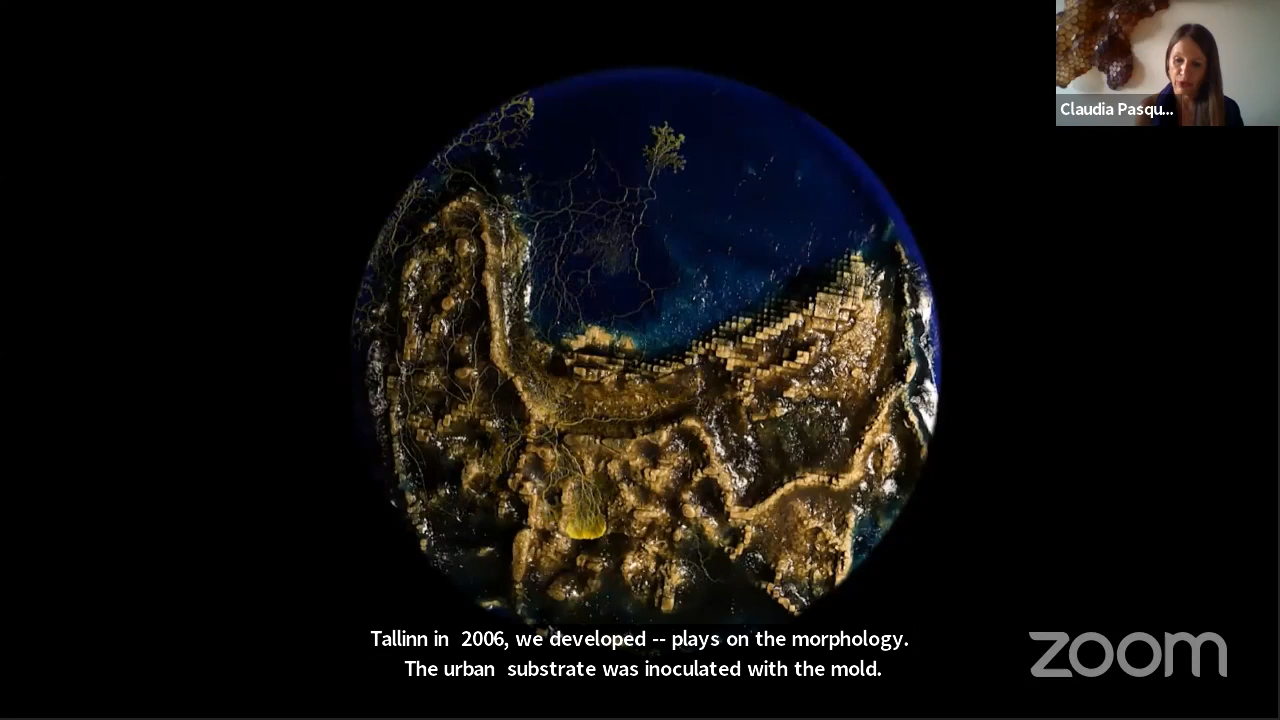 Claudia Pasqu...
Tallinn in 2006, we developed -- plays on the morphology.
The urban substrate was inoculated with the mold.
zoom